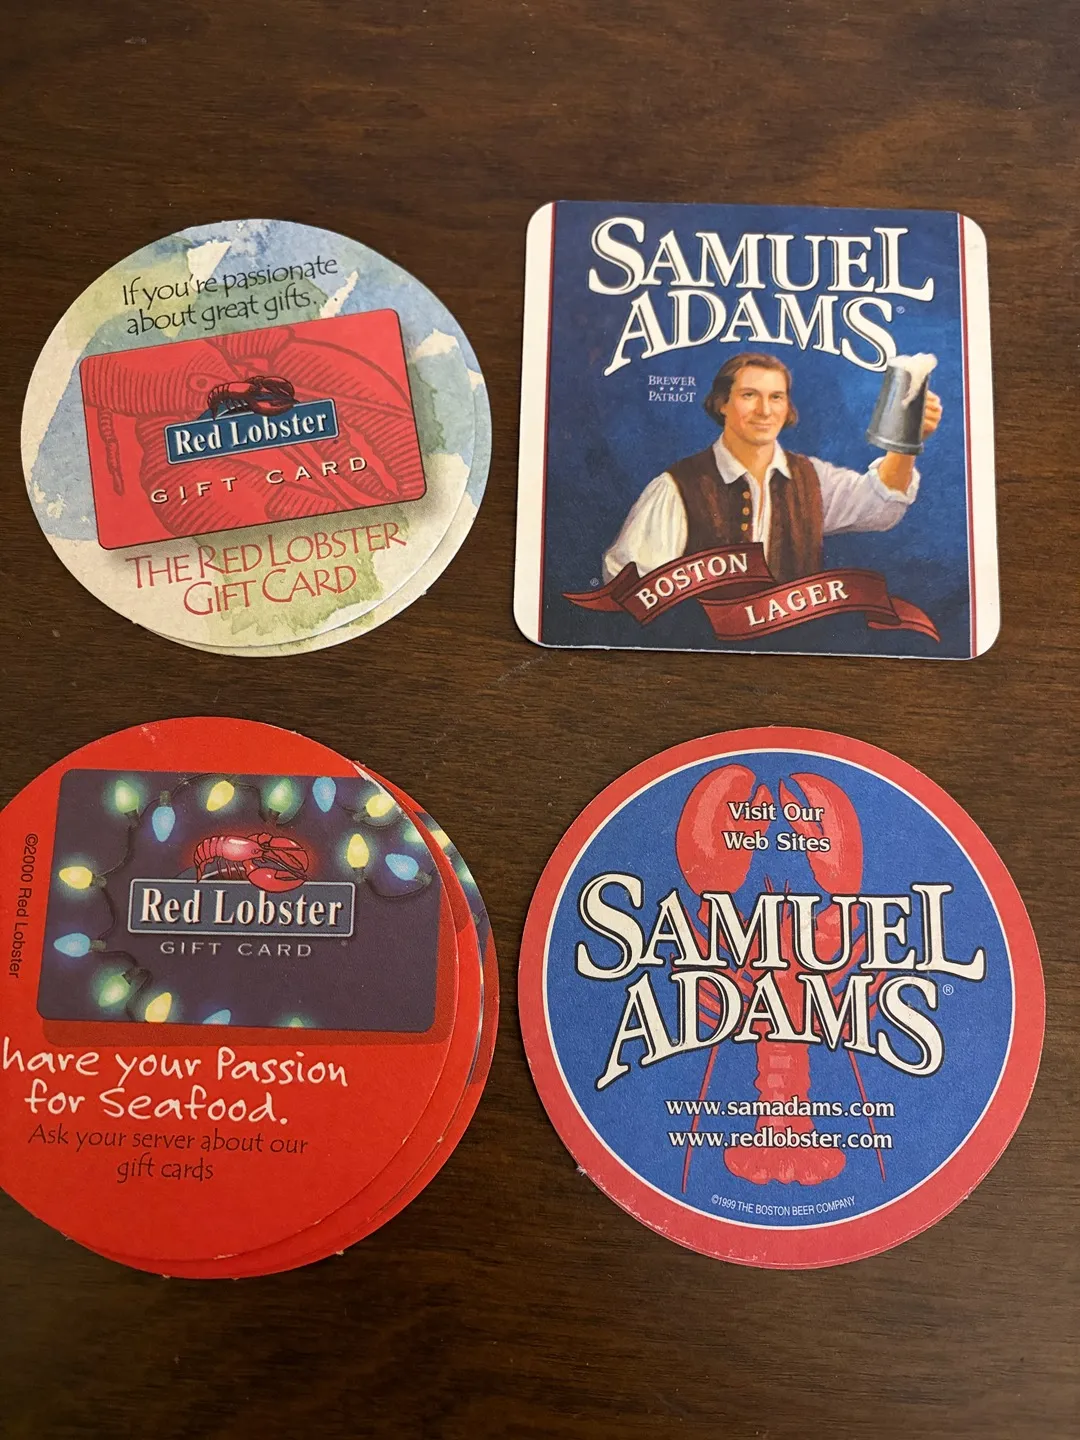 If you're passionate
about great gifts...
Red Lobster
GIFT CARD
THE RED LOBSTER
GIFT CARD
SAMUEL
ADAMS®
BREWER
PATRIOT
BOSTON
LAGER
®
©2000 Red Lobster
Red Lobster
GIFT CARD
hare your Passion
for Seafood.
Ask your server about our
gift cards
Visit Our
Web Sites
SAMUEL
ADAMS®
www.samadams.com
www.redlobster.com
©1999 THE BOSTON BEER COMPANY